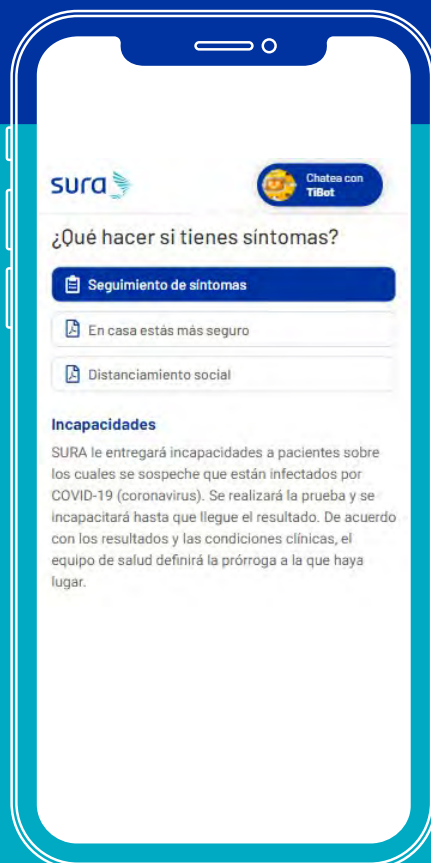 sura
Chatea con
TiBot
¿Qué hacer si tienes síntomas?
Seguimiento de síntomas
En casa estás más seguro
Distanciamiento social
Incapacidades
SURA le entregará incapacidades a pacientes sobre
los cuales se sospeche que están infectados por
COVID-19 (coronavirus). Se realizará la prueba y se
incapacitará hasta que llegue el resultado. De acuerdo
con los resultados y las condiciones clínicas, el
equipo de salud definirá la prórroga a la que haya
lugar.